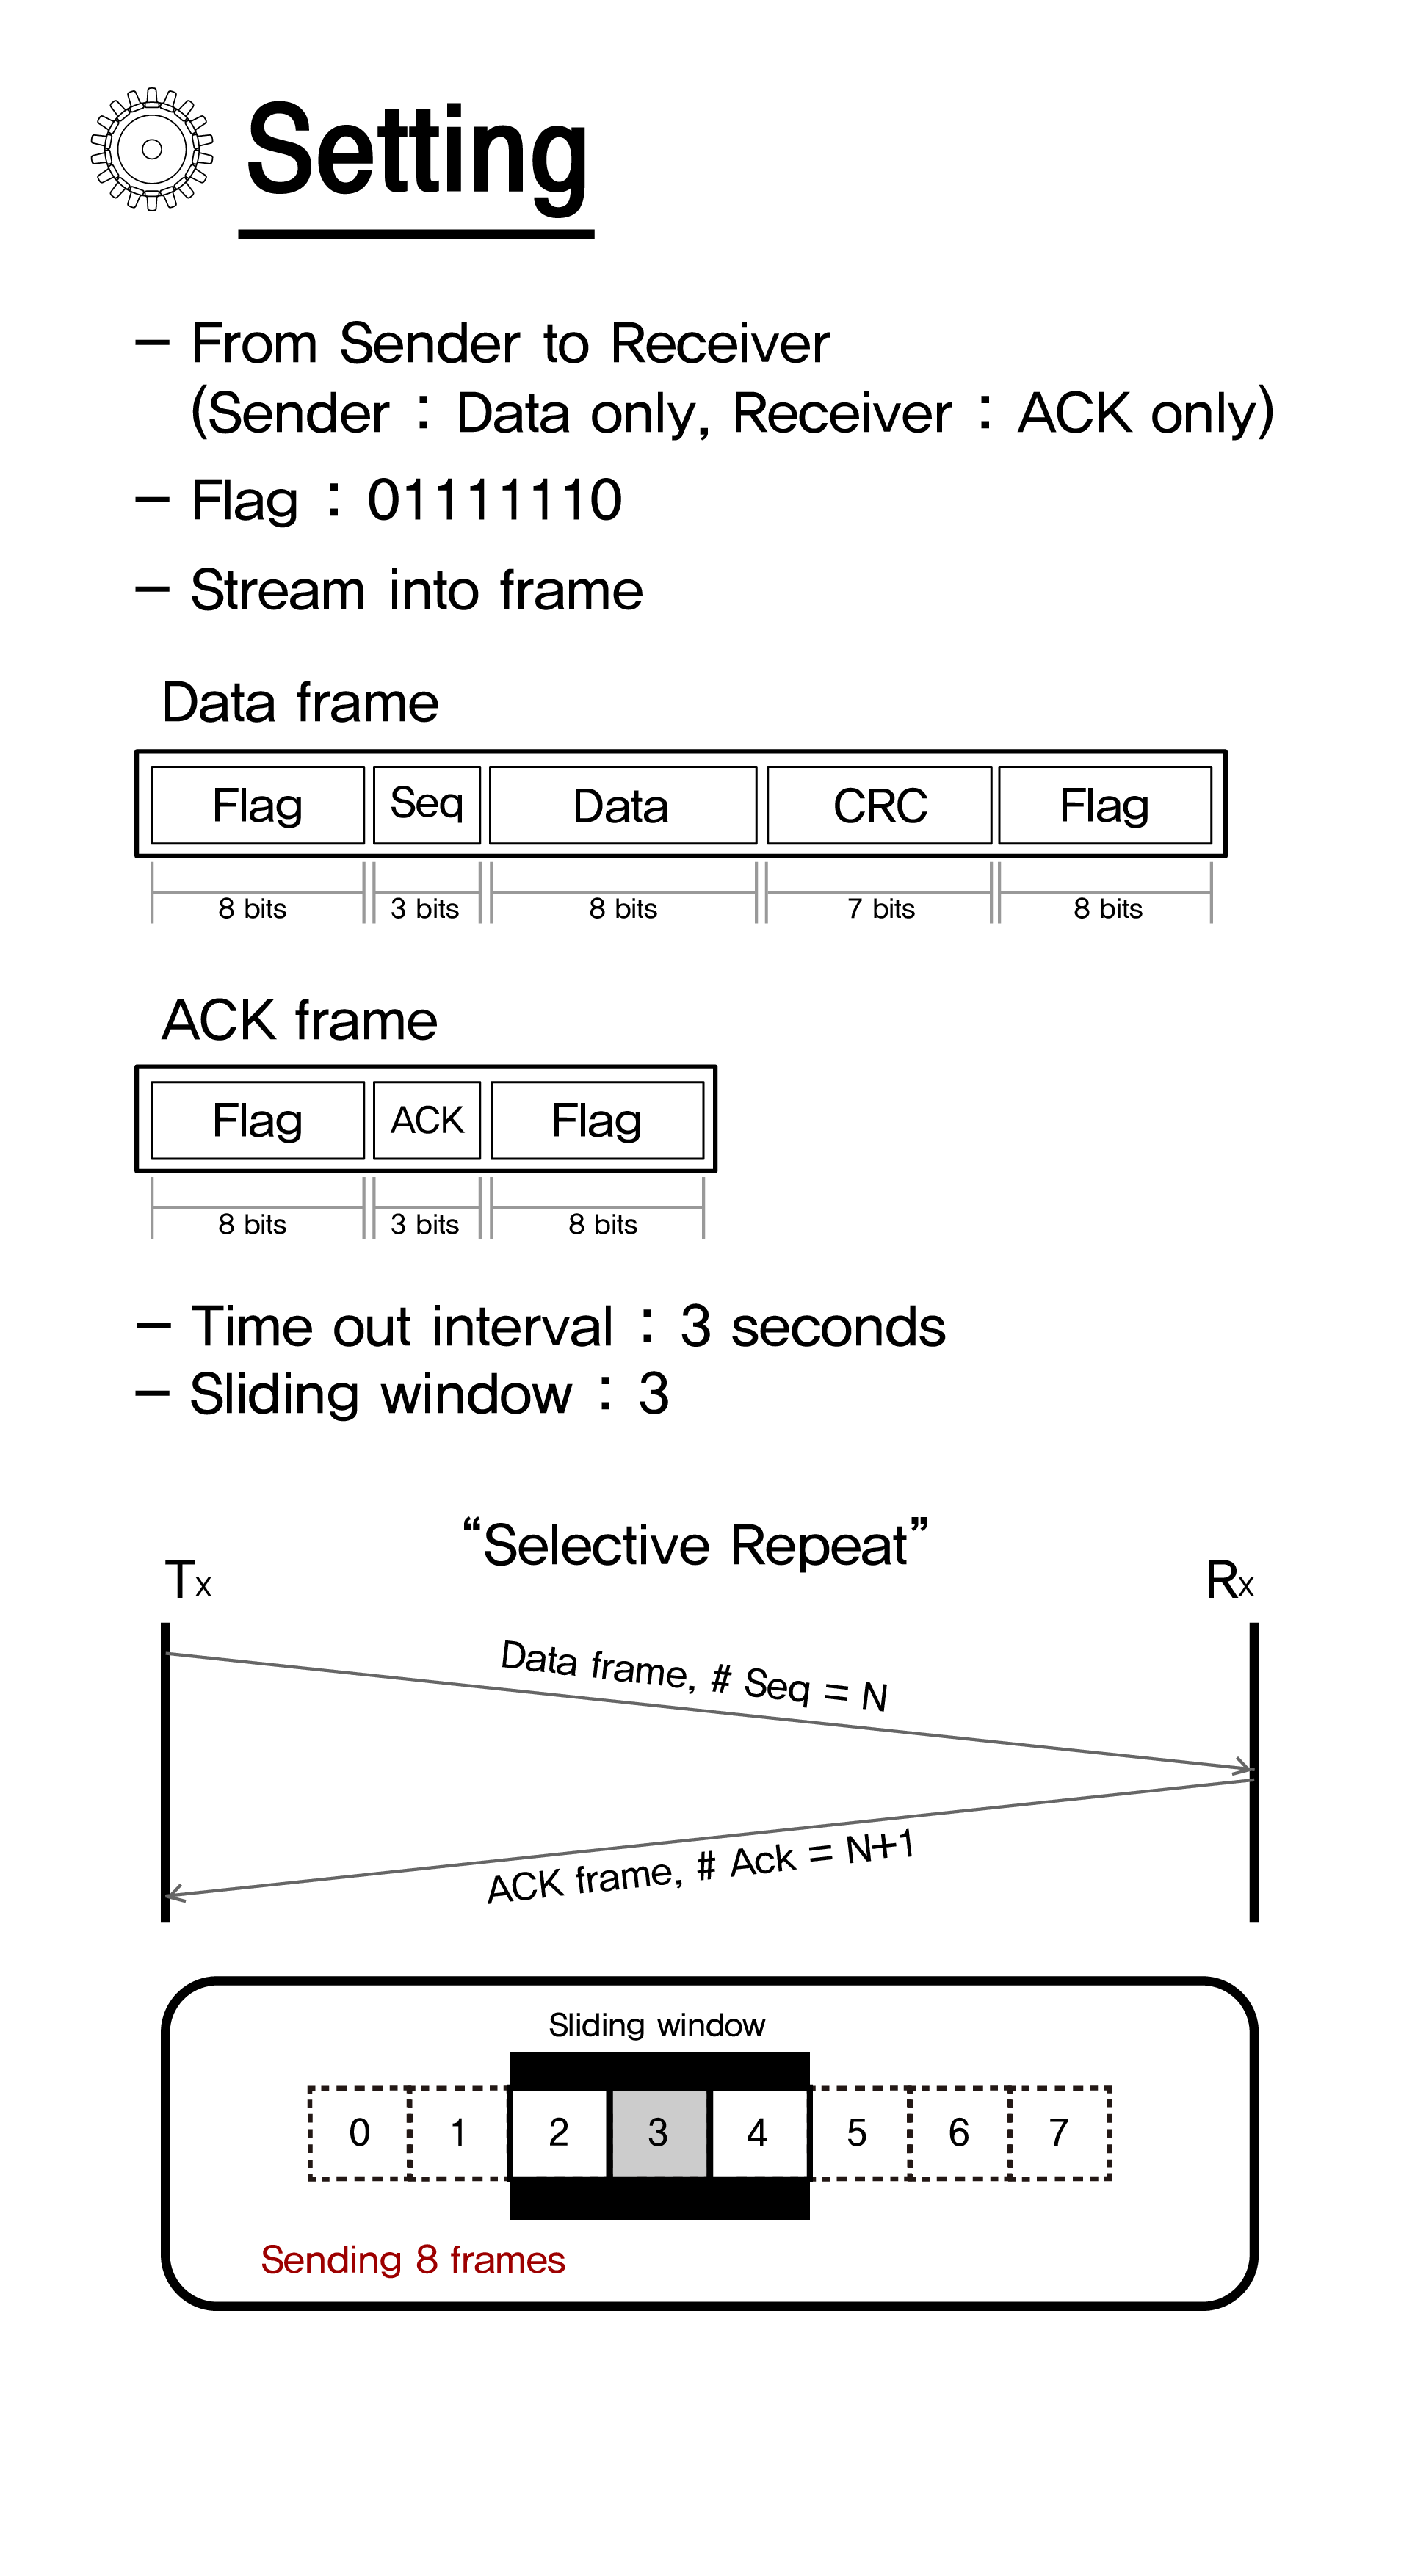 Setting
– From Sender to Receiver
(Sender : Data only, Receiver : ACK only)
– Flag : 01111110
– Stream into frame
Data frame
Flag Seq Data CRC Flag
8 bits 3 bits 8 bits 7 bits 8 bits
ACK frame
Flag ACK Flag
8 bits 3 bits 8 bits
– Time out interval : 3 seconds
– Sliding window : 3
“Selective Repeat”
Tx Rx
Data frame, # Seq = N
ACK frame, # Ack = N+1
Sliding window
0 1 2 3 4 5 6 7
Sending 8 frames